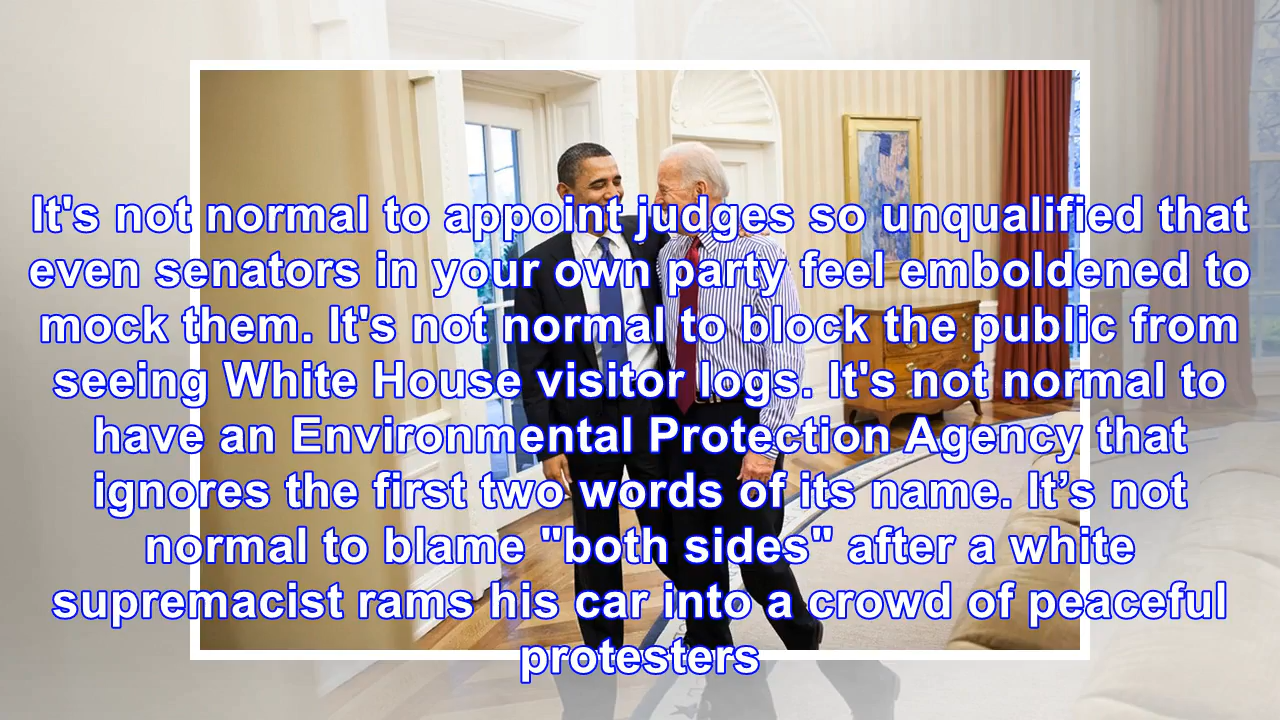 It's not normal to appoint judges so unqualified that
even senators in your own party feel emboldened to
mock them. It's not normal to block the public from
seeing White House visitor logs. It's not normal to
have an Environmental Protection Agency that
ignores the first two words of its name. It’s not
normal to blame "both sides" after a white
supremacist rams his car into a crowd of peaceful
protesters